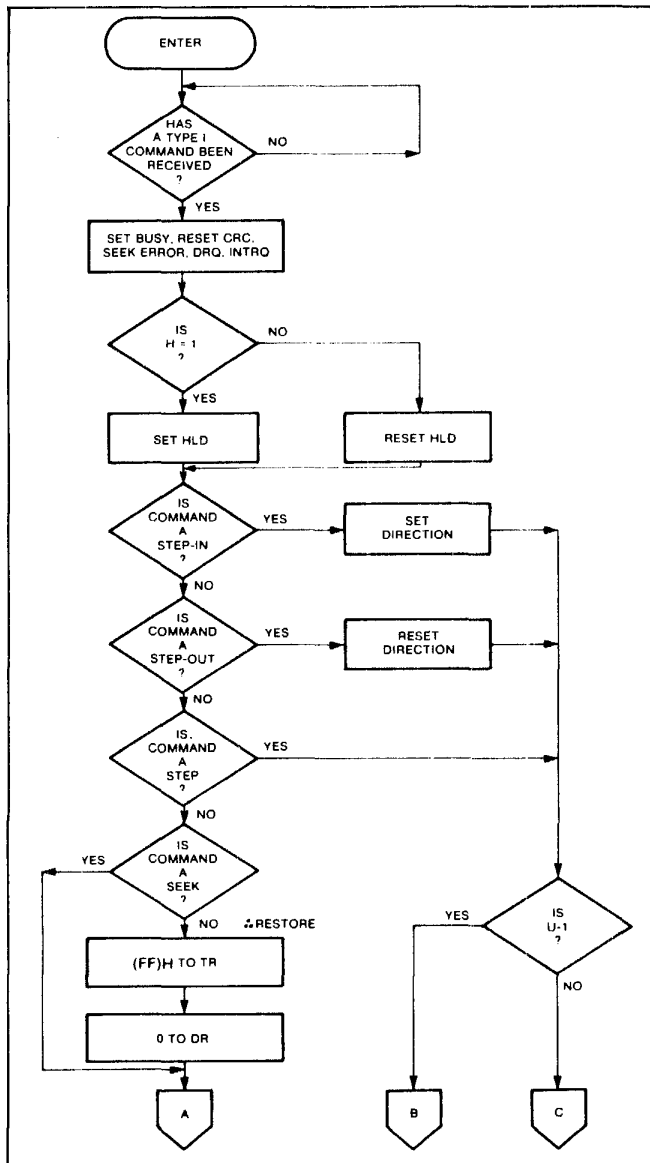 ENTER
HAS
A TYPE I
COMMAND BEEN
RECEIVED
?
NO
YES
SET BUSY, RESET CRC,
SEEK ERROR, DRQ, INTRQ
IS
H = 1
?
NO
YES
SET HLD
RESET HLD
IS
COMMAND
A
STEP-IN
?
YES
SET
DIRECTION
NO
IS
COMMAND
A
STEP-OUT
?
YES
RESET
DIRECTION
NO
IS.
COMMAND
A
STEP
?
YES
NO
IS
COMMAND
A
SEEK
?
YES
NO ∴RESTORE
(FF)H TO TR
0 TO DR
IS
U-1
?
YES
NO
A
B
C